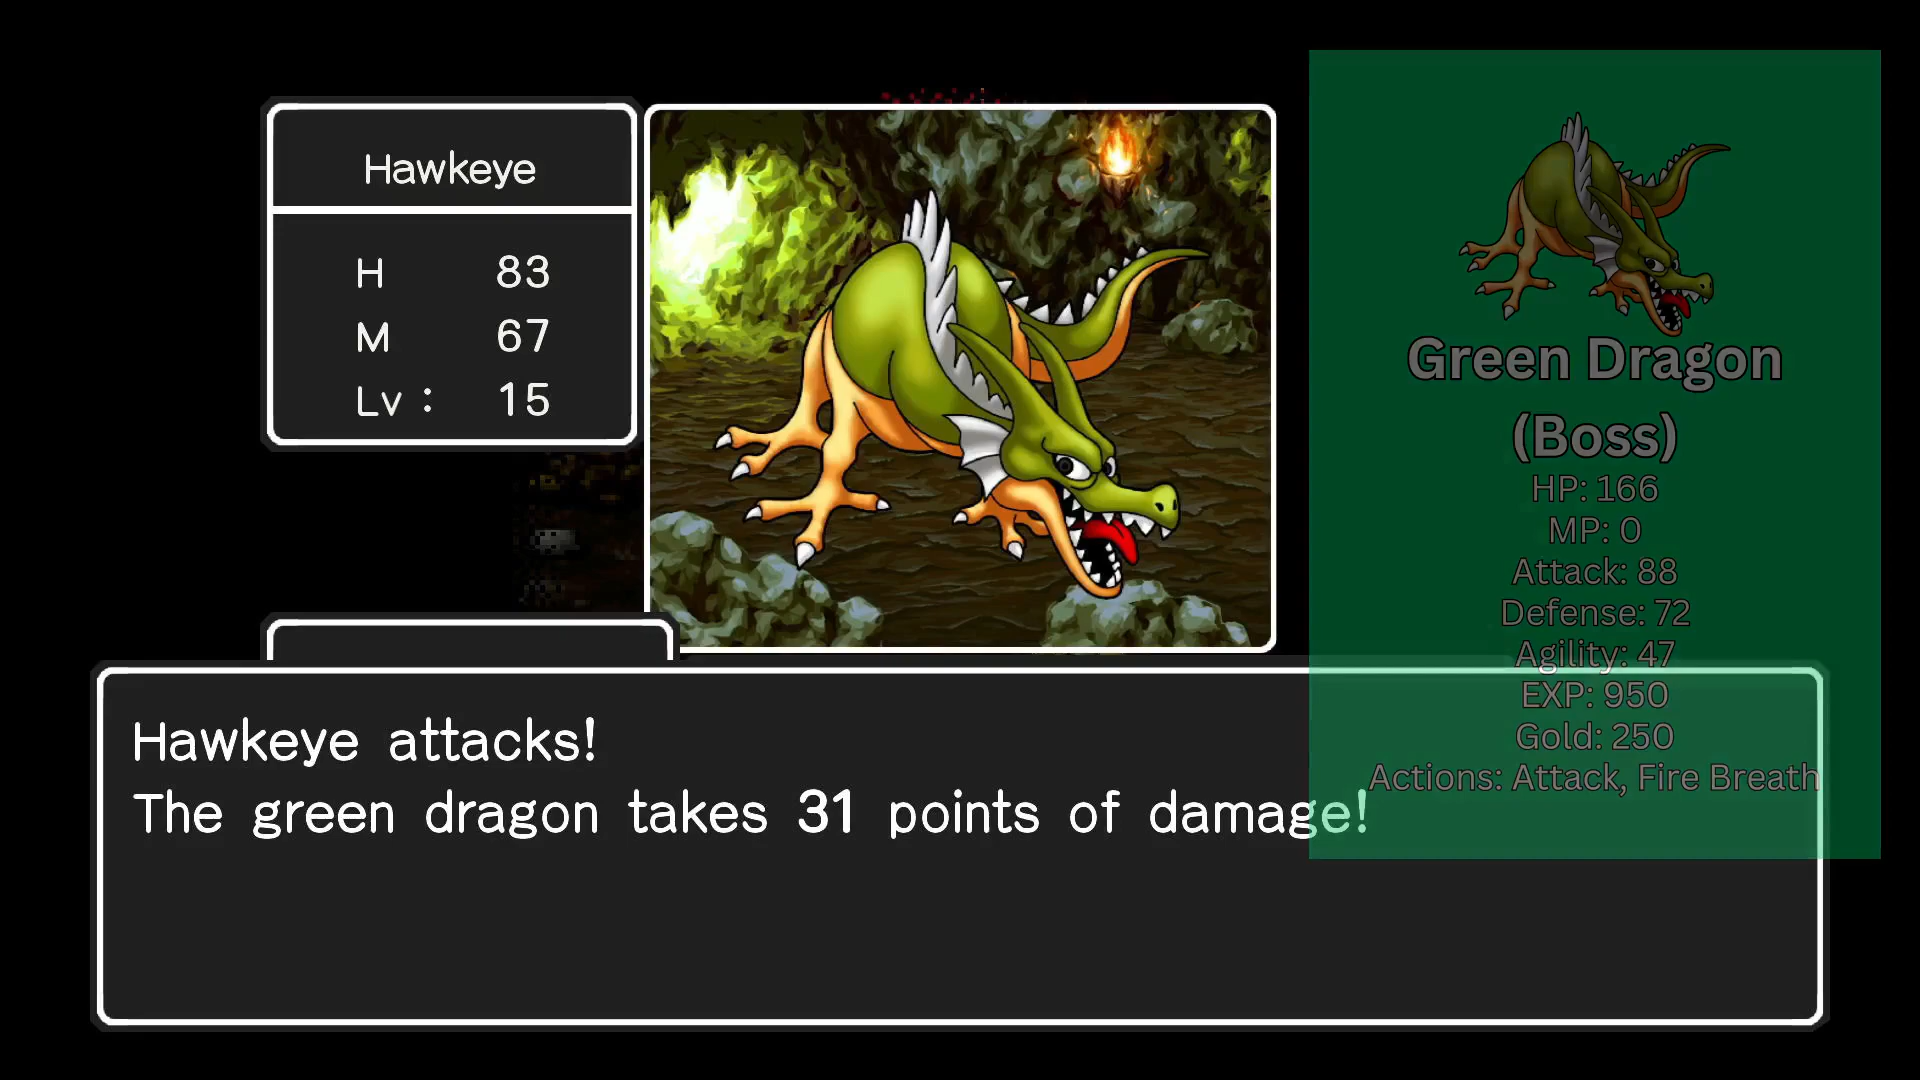 Hawkeye
H 83
M 67
Lv : 15
Hawkeye attacks!
The green dragon takes 31 points of damage!
Green Dragon
(Boss)
HP: 166
MP: 0
Attack: 88
Defense: 72
Agility: 47
EXP: 950
Gold: 250
Actions: Attack, Fire Breath